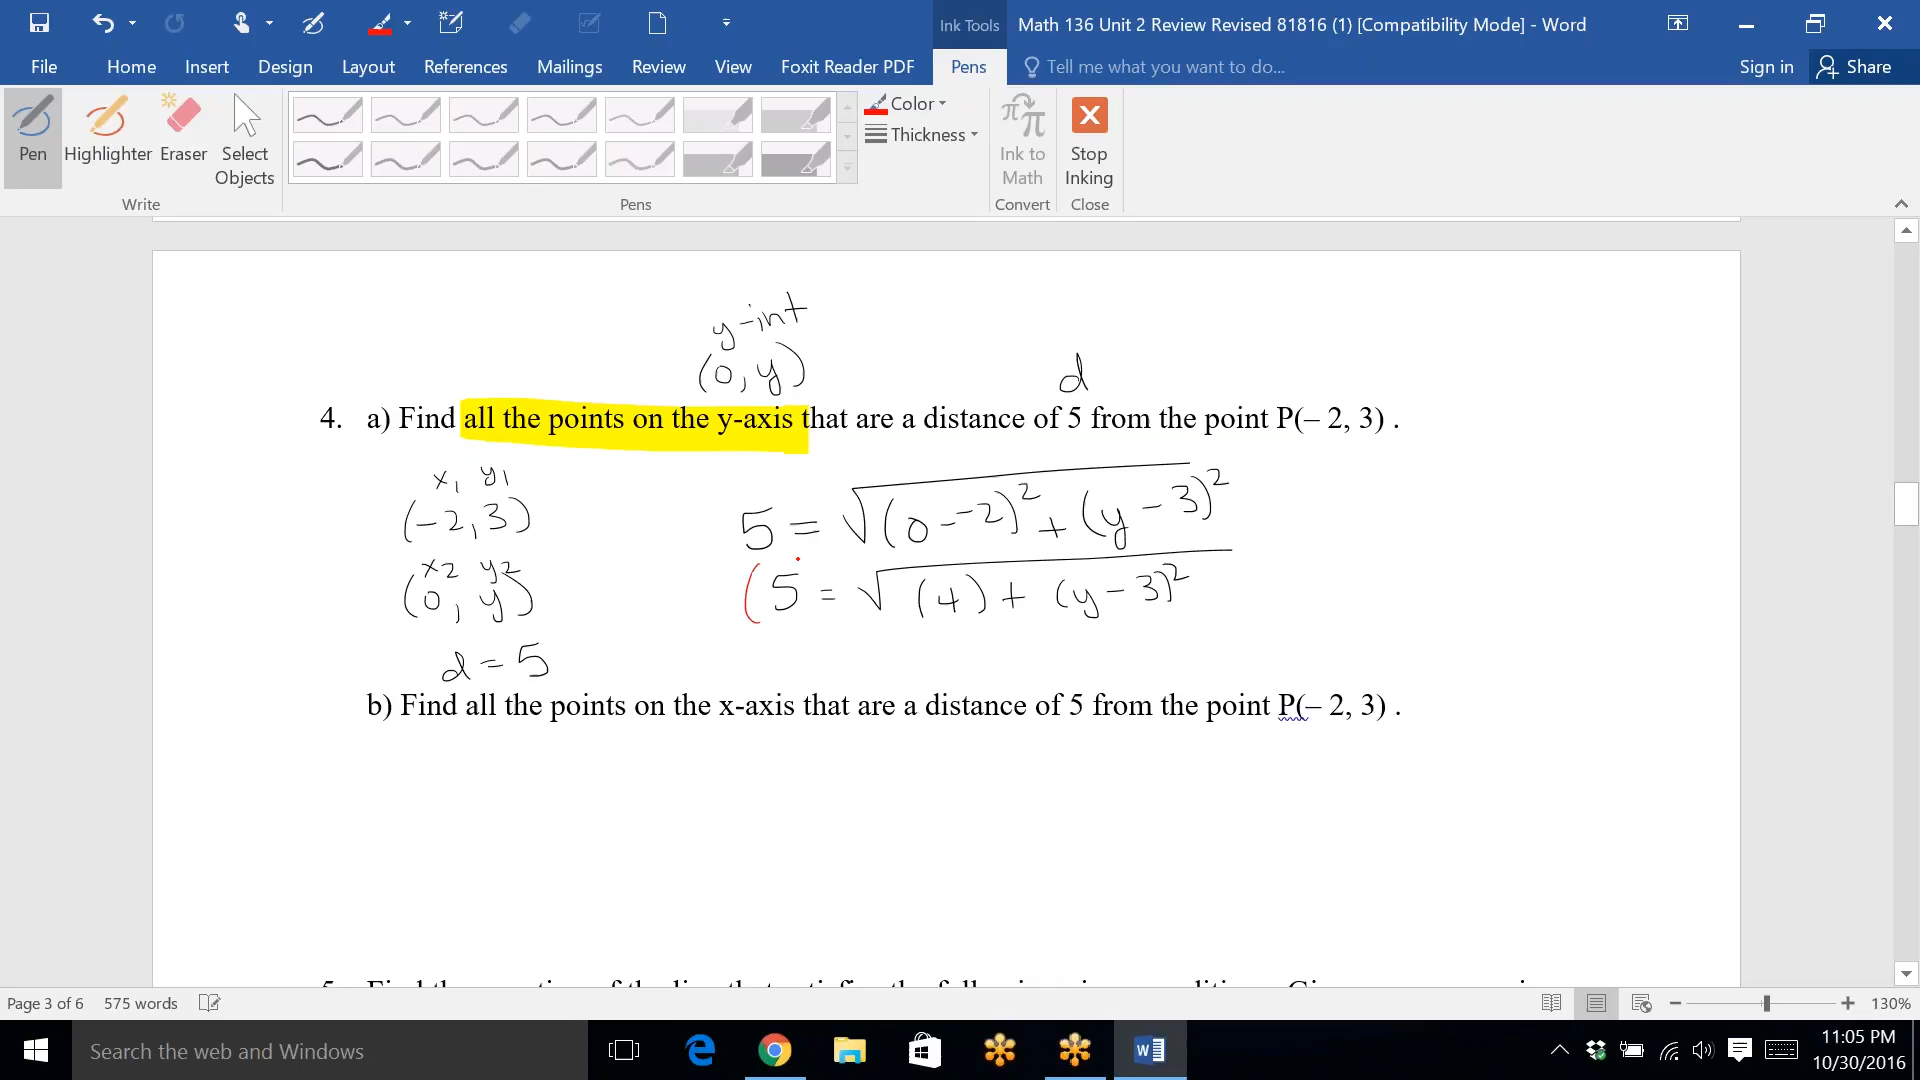 Ink Tools
Math 136 Unit 2 Review Revised 81816 (1) [Compatibility Mode] - Word
File Home Insert Design Layout References Mailings Review View Foxit Reader PDF Pens Tell me what you want to do... Sign in Share
Pen Highlighter Eraser Select Objects
Color
Thickness
Ink to Math
Stop Inking
Write Pens Convert Close
y-int
(0, y)
d
4. a) Find all the points on the y-axis that are a distance of 5 from the point P(– 2, 3) .
x1 y1
(-2, 3)
5 = √(0--2)² + (y-3)²
x2 y2
(0, y)
(5 = √(4) + (y-3)²
d = 5
b) Find all the points on the x-axis that are a distance of 5 from the point P(– 2, 3) .
Page 3 of 6 575 words 130%
Search the web and Windows
11:05 PM
10/30/2016